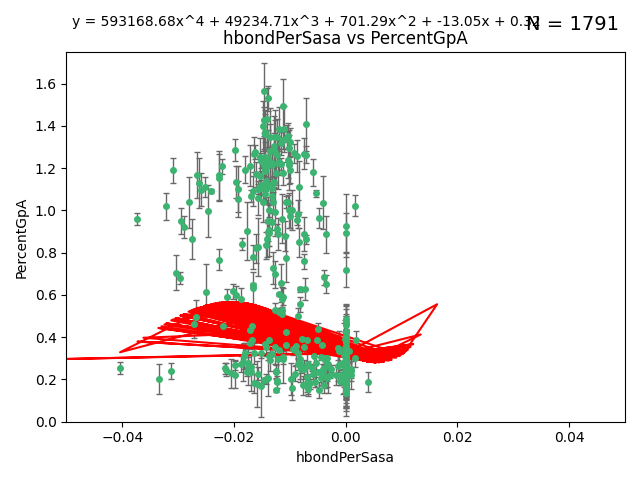 y = 593168.68x^4 + 49234.71x^3 + 701.29x^2 + -13.05x + 0.32
N = 1791
hbondPerSasa vs PercentGpA
PercentGpA
1.6
1.4
1.2
1.0
0.8
0.6
0.4
0.2
0.0
−0.04
−0.02
0.00
0.02
0.04
hbondPerSasa